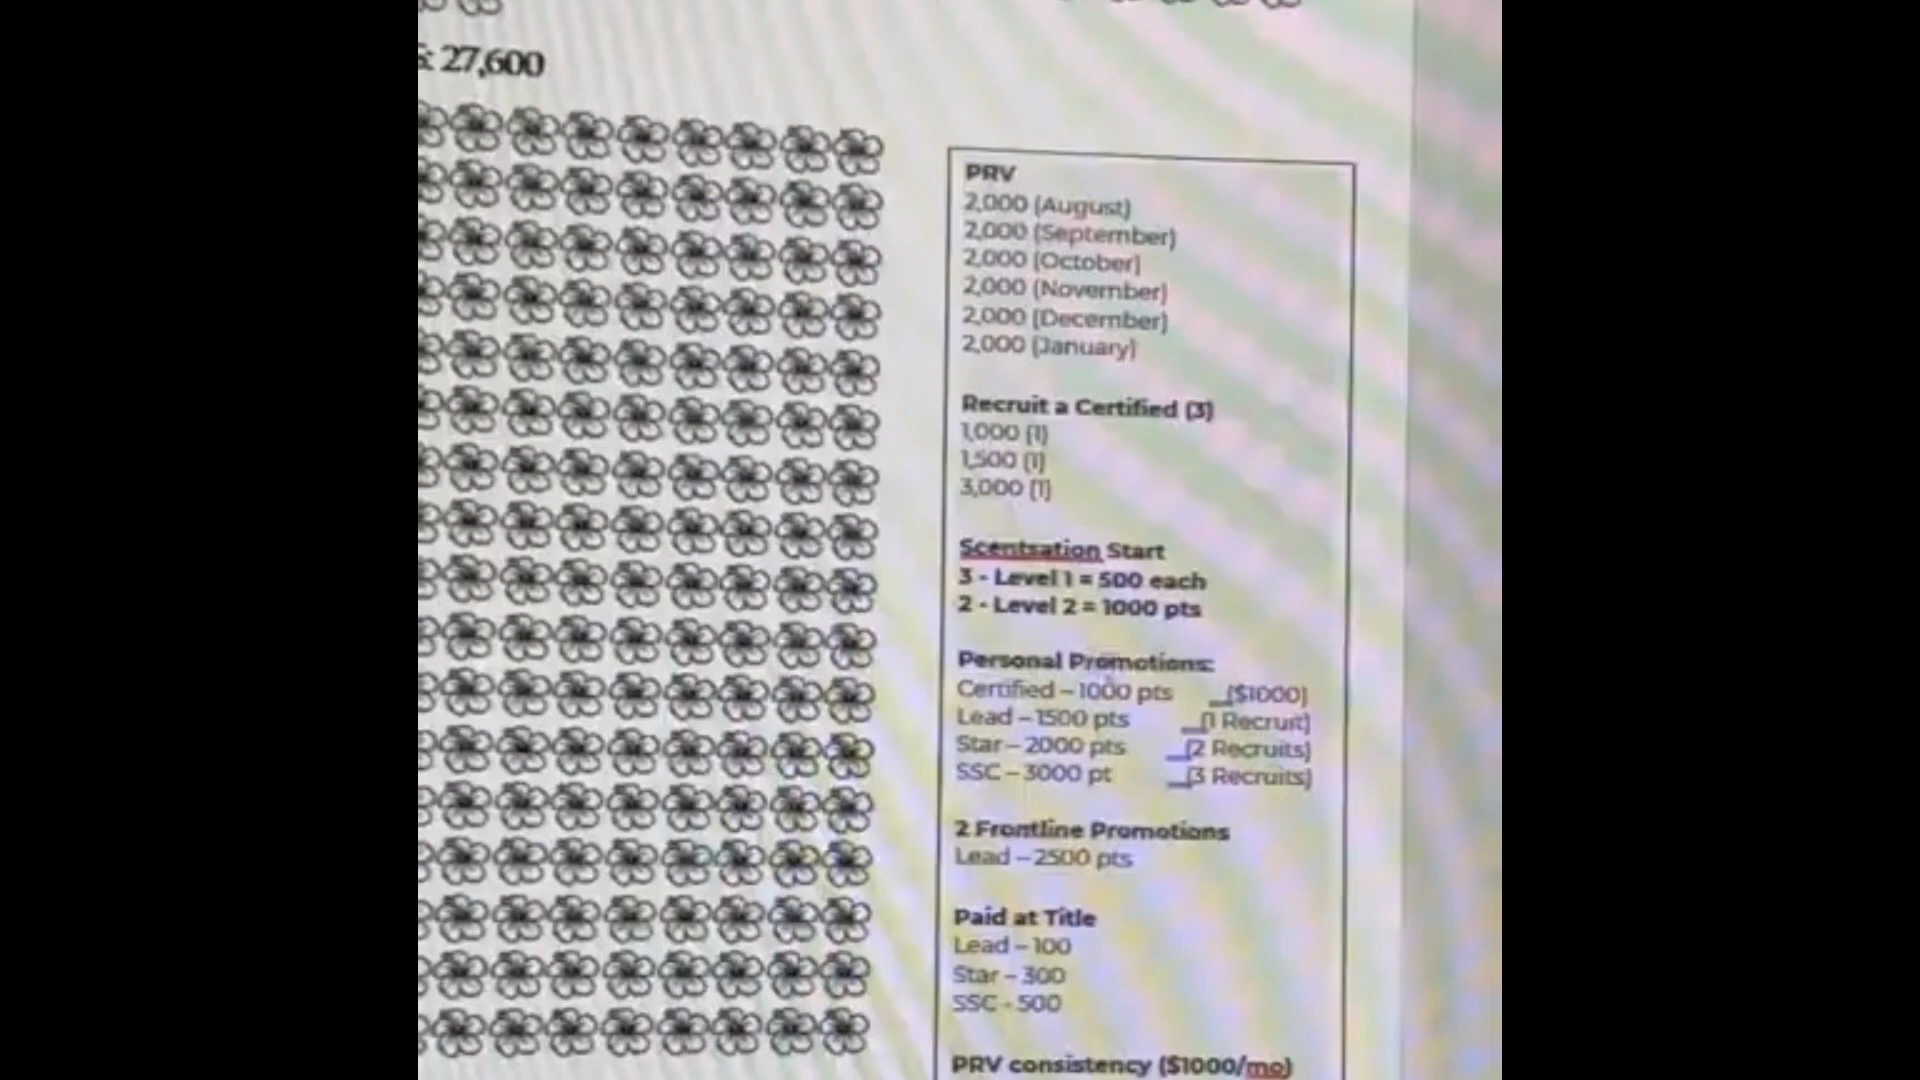 27,600
PRV
2,000 (August)
2,000 (September)
2,000 (October)
2,000 (November)
2,000 (December)
2,000 (January)
Recruit a Certified (3)
1,000 (1)
1,500 (1)
3,000 (1)
Scentsation Start
3 - Level 1 = 500 each
2 - Level 2 = 1000 pts
Personal Promotions:
Certified – 1000 pts __($1000)
Lead – 1500 pts __(1 Recruit)
Star – 2000 pts __(2 Recruits)
SSC – 3000 pt __(3 Recruits)
2 Frontline Promotions
Lead – 2500 pts
Paid at Title
Lead – 100
Star – 300
SSC - 500
PRV consistency ($1000/mo)